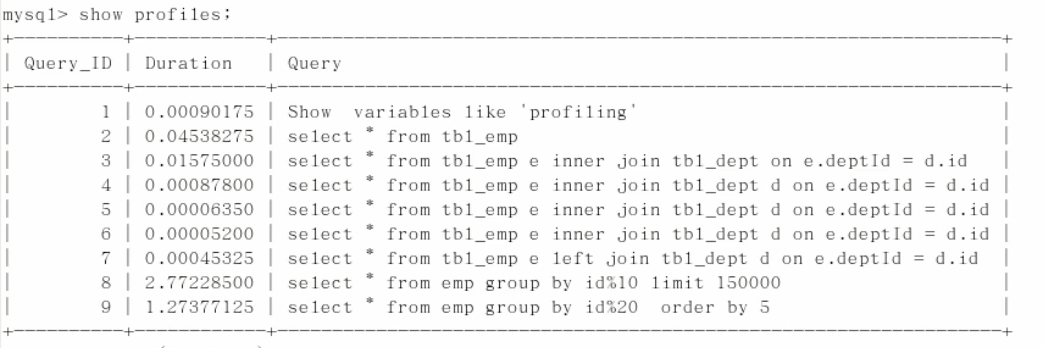 mysql> show profiles;
| Query_ID | Duration | Query |
| 1 | 0.00090175 | Show  variables like 'profiling' |
| 2 | 0.04538275 | select * from tbl_emp |
| 3 | 0.01575000 | select * from tbl_emp e inner join tbl_dept on e.deptId = d.id |
| 4 | 0.00087800 | select * from tbl_emp e inner join tbl_dept d on e.deptId = d.id |
| 5 | 0.00006350 | select * from tbl_emp e inner join tbl_dept d on e.deptId = d.id |
| 6 | 0.00005200 | select * from tbl_emp e inner join tbl_dept d on e.deptId = d.id |
| 7 | 0.00045325 | select * from tbl_emp e left join tbl_dept d on e.deptId = d.id |
| 8 | 2.77228500 | select * from emp group by id%10 limit 150000 |
| 9 | 1.27377125 | select * from emp group by id%20  order by 5 |